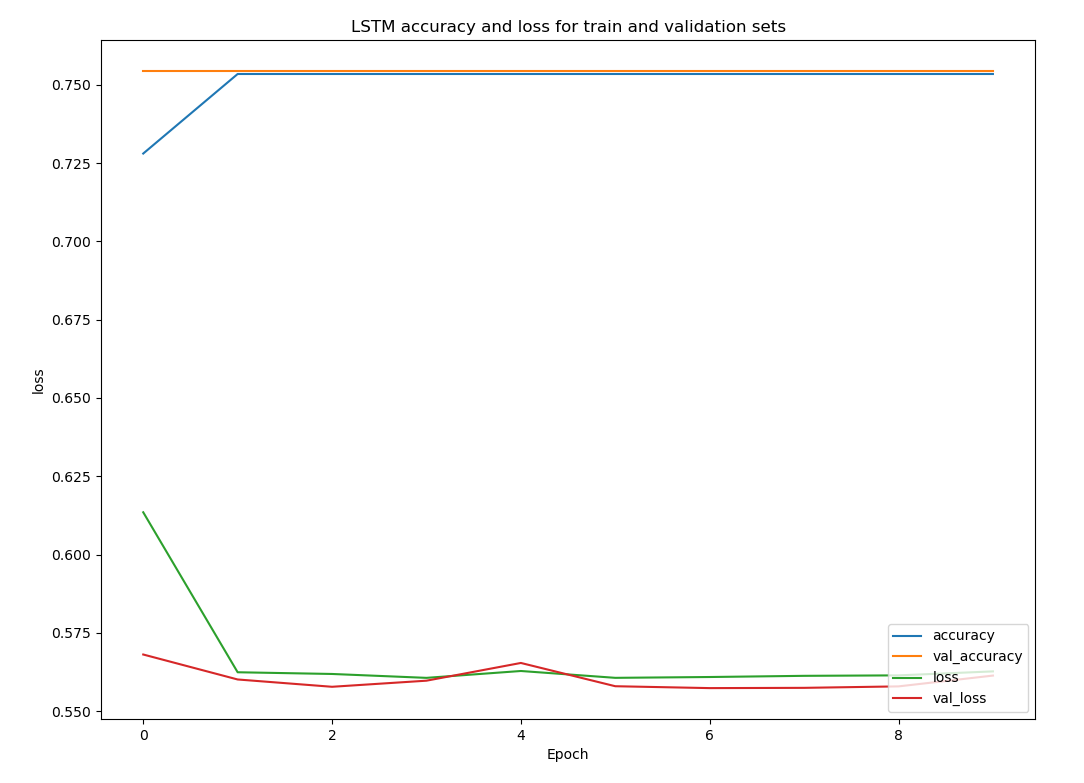 LSTM accuracy and loss for train and validation sets
0.750
0.725
0.700
0.675
0.650
0.625
0.600
0.575
0.550
loss
0 2 4 6 8
Epoch
accuracy
val_accuracy
loss
val_loss